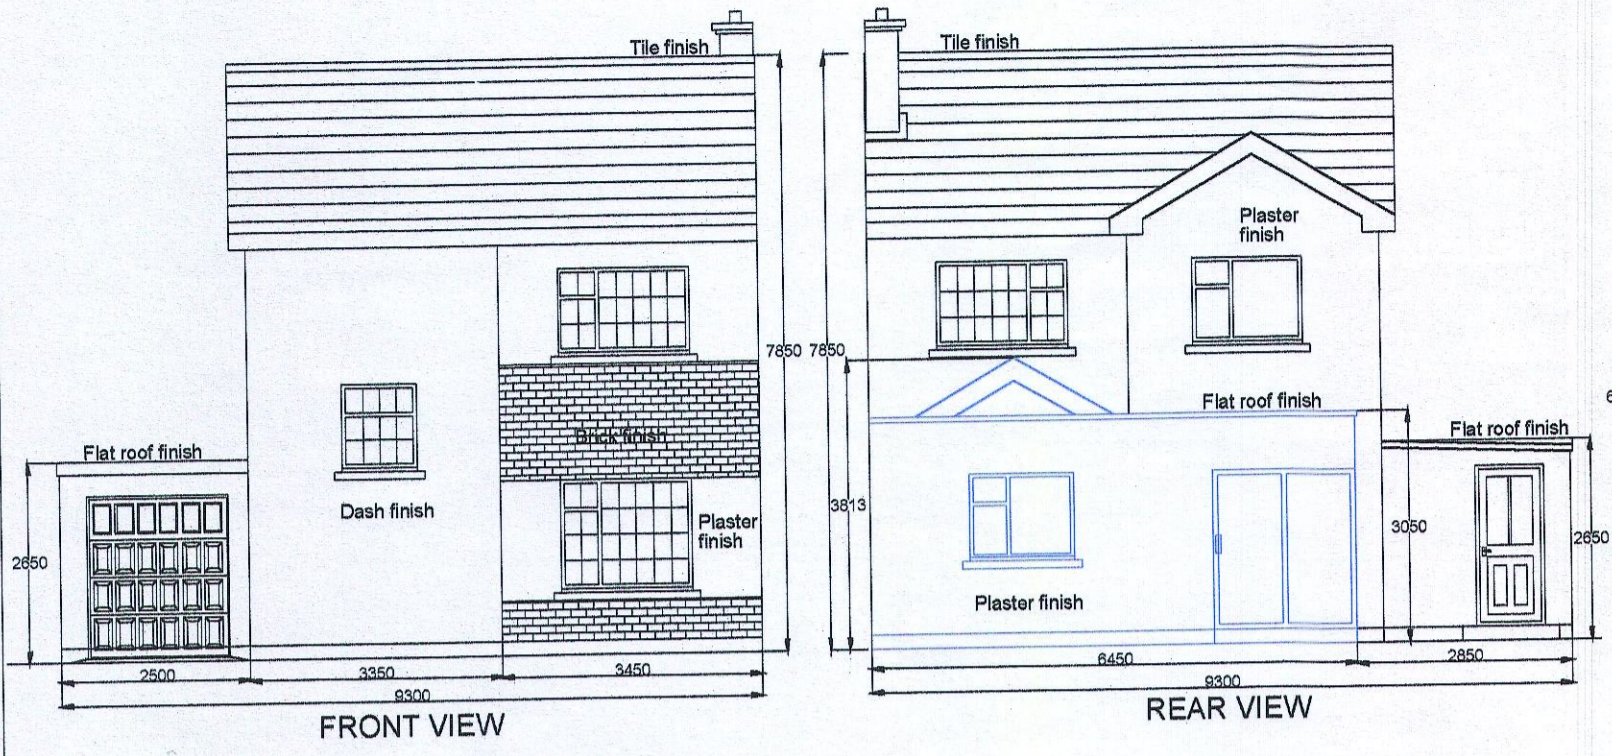 Tile finish
Flat roof finish
Brick finish
Dash finish
Plaster
finish
2650
7850
2500
3350
3450
9300
FRONT VIEW
Tile finish
Plaster
finish
7850
Flat roof finish
Flat roof finish
3813
3050
2650
Plaster finish
6450
2850
9300
REAR VIEW
6